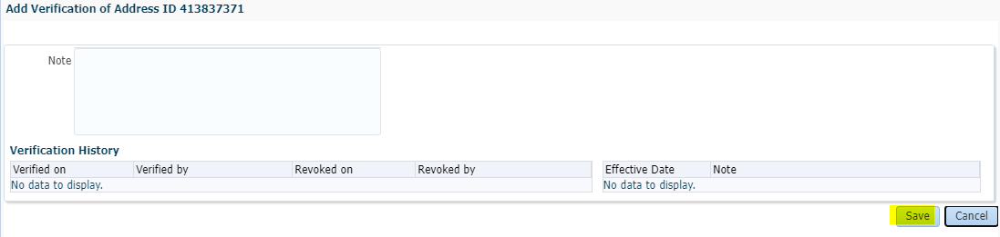 Add Verification of Address ID 413837371
Note
Verification History
Verified on Verified by Revoked on Revoked by Effective Date Note
No data to display. No data to display.
Save Cancel